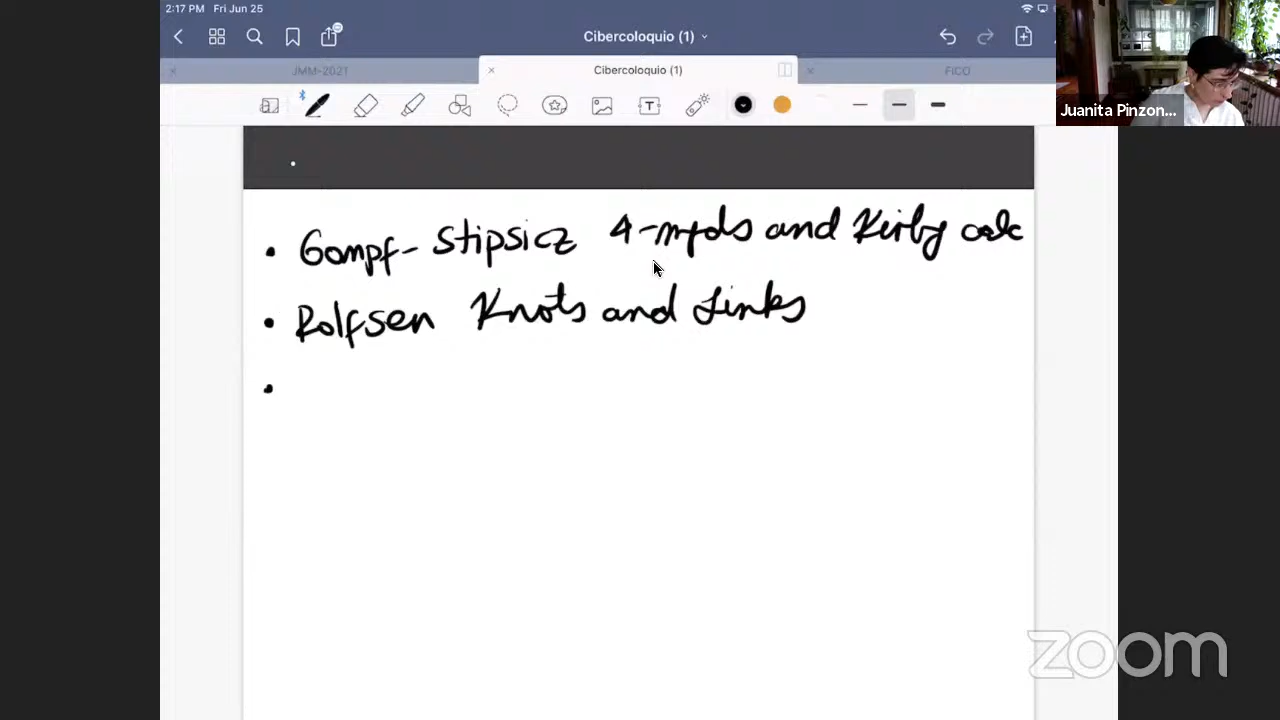 2:17 PM Fri Jun 25
Cibercoloquio (1)
JMM-2021
Cibercoloquio (1)
FICO
Juanita Pinzon...
• Gompf- Stipsicz 4-mfds and Kirby calc
• Rolfsen Knots and Links
•
zoom